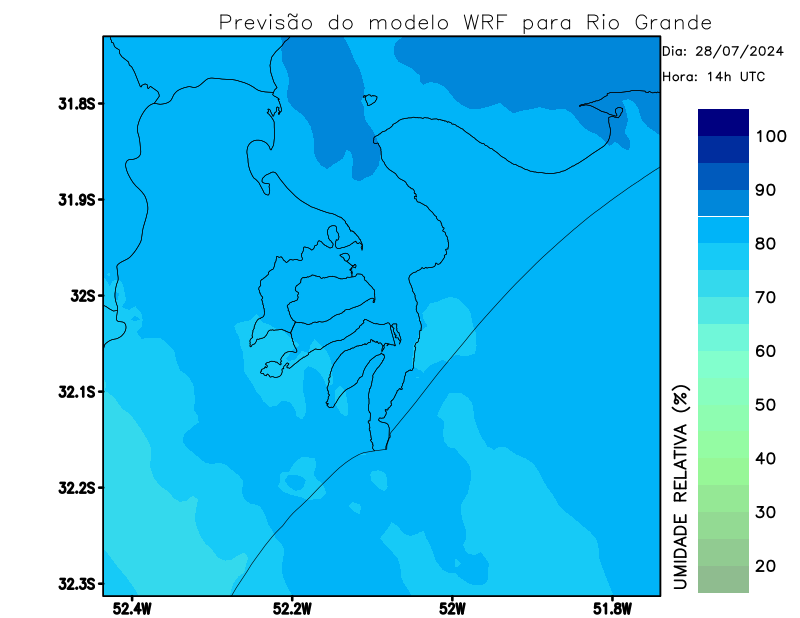 Previsão do modelo WRF para Rio Grande
Dia: 28/07/2024
Hora: 14h UTC
31.8S
31.9S
32S
32.1S
32.2S
32.3S
52.4W
52.2W
52W
51.8W
100
90
80
70
60
50
40
30
20
UMIDADE RELATIVA (%)